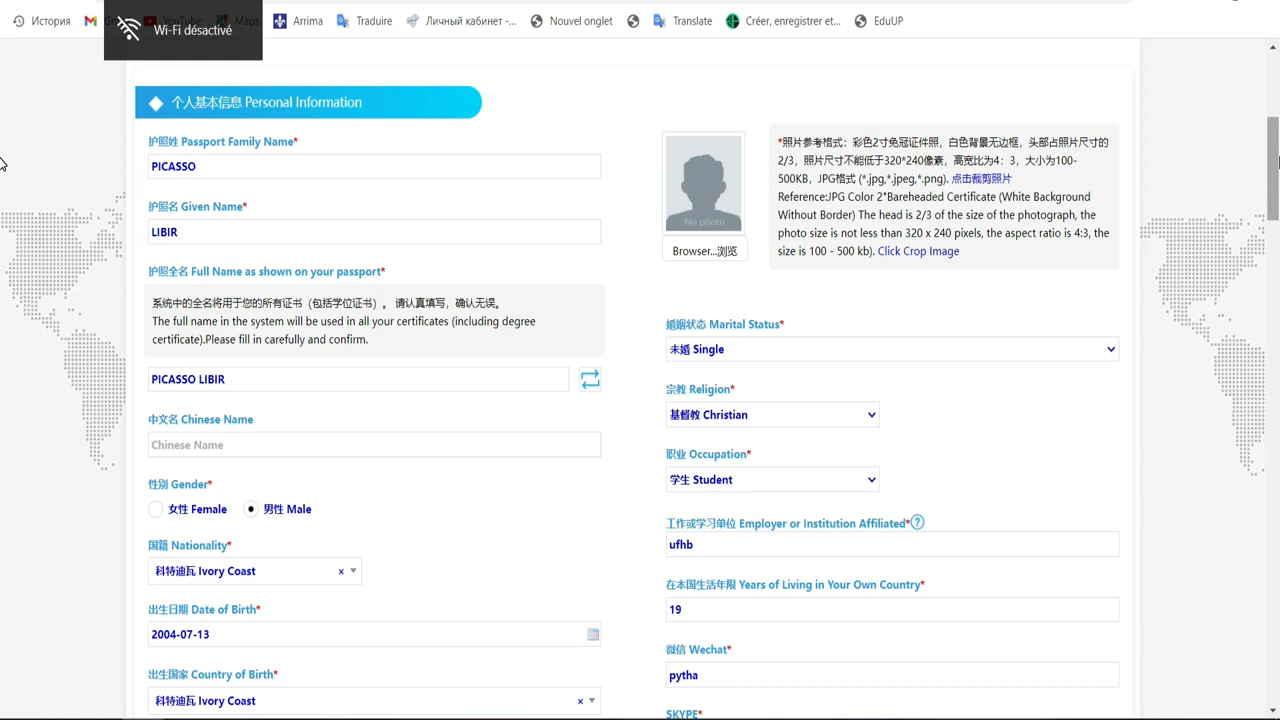 История
YouTube
Maps
Arrima
Traduire
Личный кабинет -...
Nouvel onglet
Translate
Créer, enregistrer et...
EduUP
Wi-Fi désactivé
个人基本信息 Personal Information
护照姓 Passport Family Name*
PICASSO
护照名 Given Name*
LIBIR
护照全名 Full Name as shown on your passport*
系统中的全名将用于您的所有证书（包括学位证书）。 请认真填写，确认无误。
The full name in the system will be used in all your certificates (including degree
certificate).Please fill in carefully and confirm.
PICASSO LIBIR
中文名 Chinese Name
Chinese Name
性别 Gender*
女性 Female
男性 Male
国籍 Nationality*
科特迪瓦 Ivory Coast
出生日期 Date of Birth*
2004-07-13
出生国家 Country of Birth*
科特迪瓦 Ivory Coast
No photo
Browser...浏览
*照片参考格式：彩色2寸免冠证件照，白色背景无边框，头部占照片尺寸的
2/3，照片尺寸不能低于320*240像素，高宽比为4：3，大小为100-
500KB，JPG格式 (*.jpg,*.jpeg,*.png). 点击裁剪照片
Reference:JPG Color 2"Bareheaded Certificate (White Background
Without Border) The head is 2/3 of the size of the photograph, the
photo size is not less than 320 x 240 pixels, the aspect ratio is 4:3, the
size is 100 - 500 kb). Click Crop Image
婚姻状态 Marital Status*
未婚 Single
宗教 Religion*
基督教 Christian
职业 Occupation*
学生 Student
工作或学习单位 Employer or Institution Affiliated*
ufhb
在本国生活年限 Years of Living in Your Own Country*
19
微信 Wechat*
pytha
SKYPE*